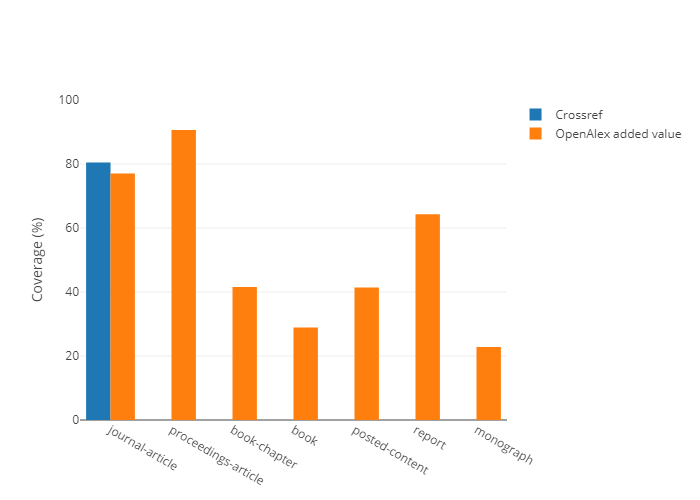 100
80
60
40
20
0
Coverage (%)
journal-article
proceedings-article
book-chapter
book
posted-content
report
monograph
Crossref
OpenAlex added value